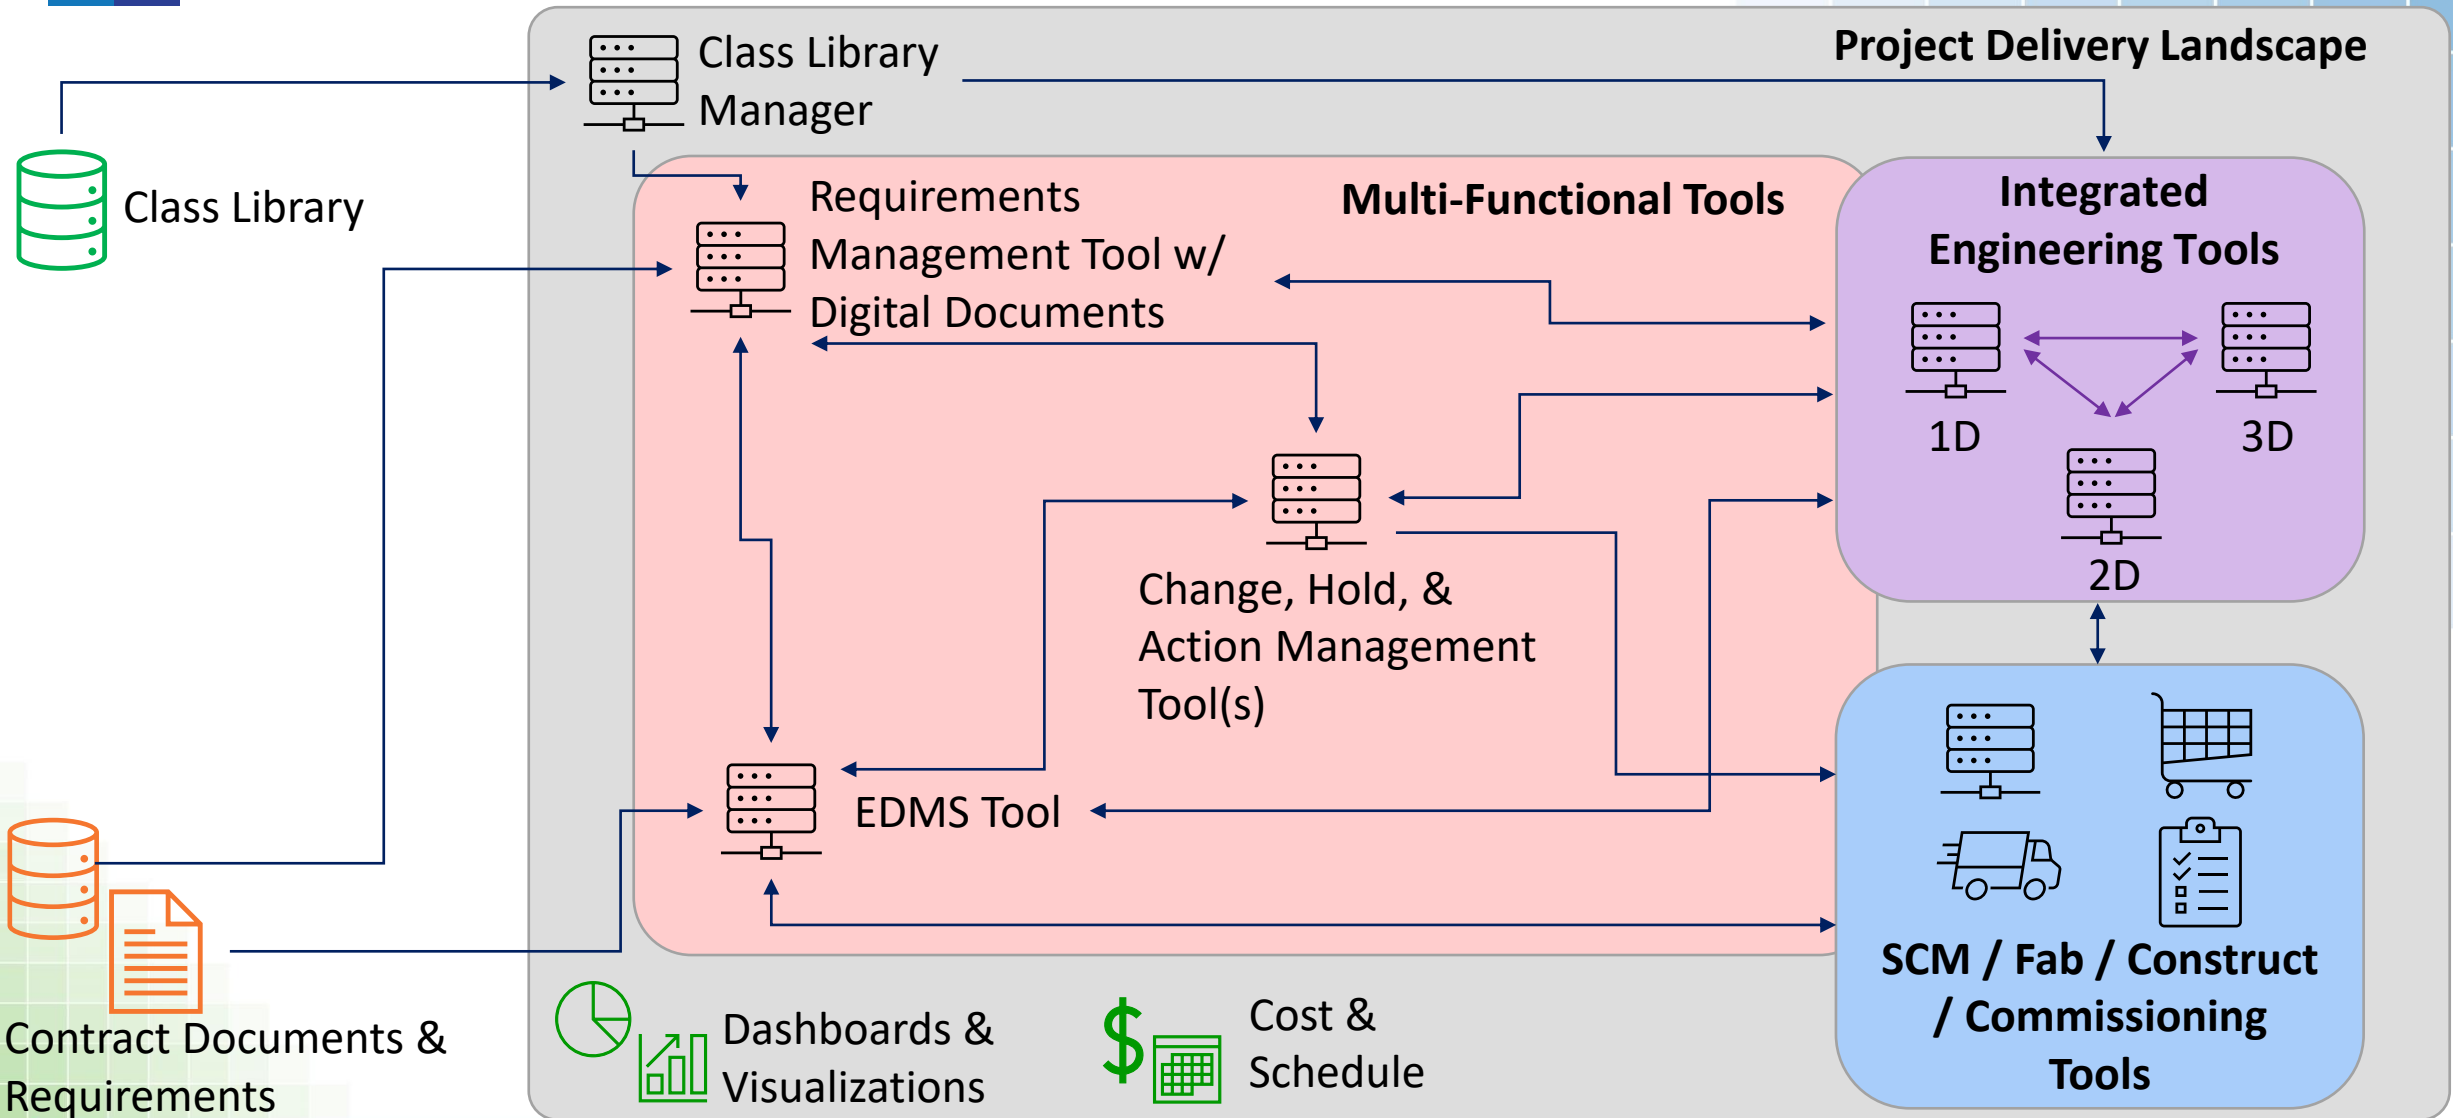 Class Library
Manager
Project Delivery Landscape
Class Library
Requirements
Management Tool w/
Digital Documents
Multi-Functional Tools
Integrated
Engineering Tools
1D
3D
2D
Change, Hold, &
Action Management
Tool(s)
EDMS Tool
SCM / Fab / Construct
/ Commissioning
Tools
Contract Documents &
Requirements
Dashboards &
Visualizations
$
Cost &
Schedule